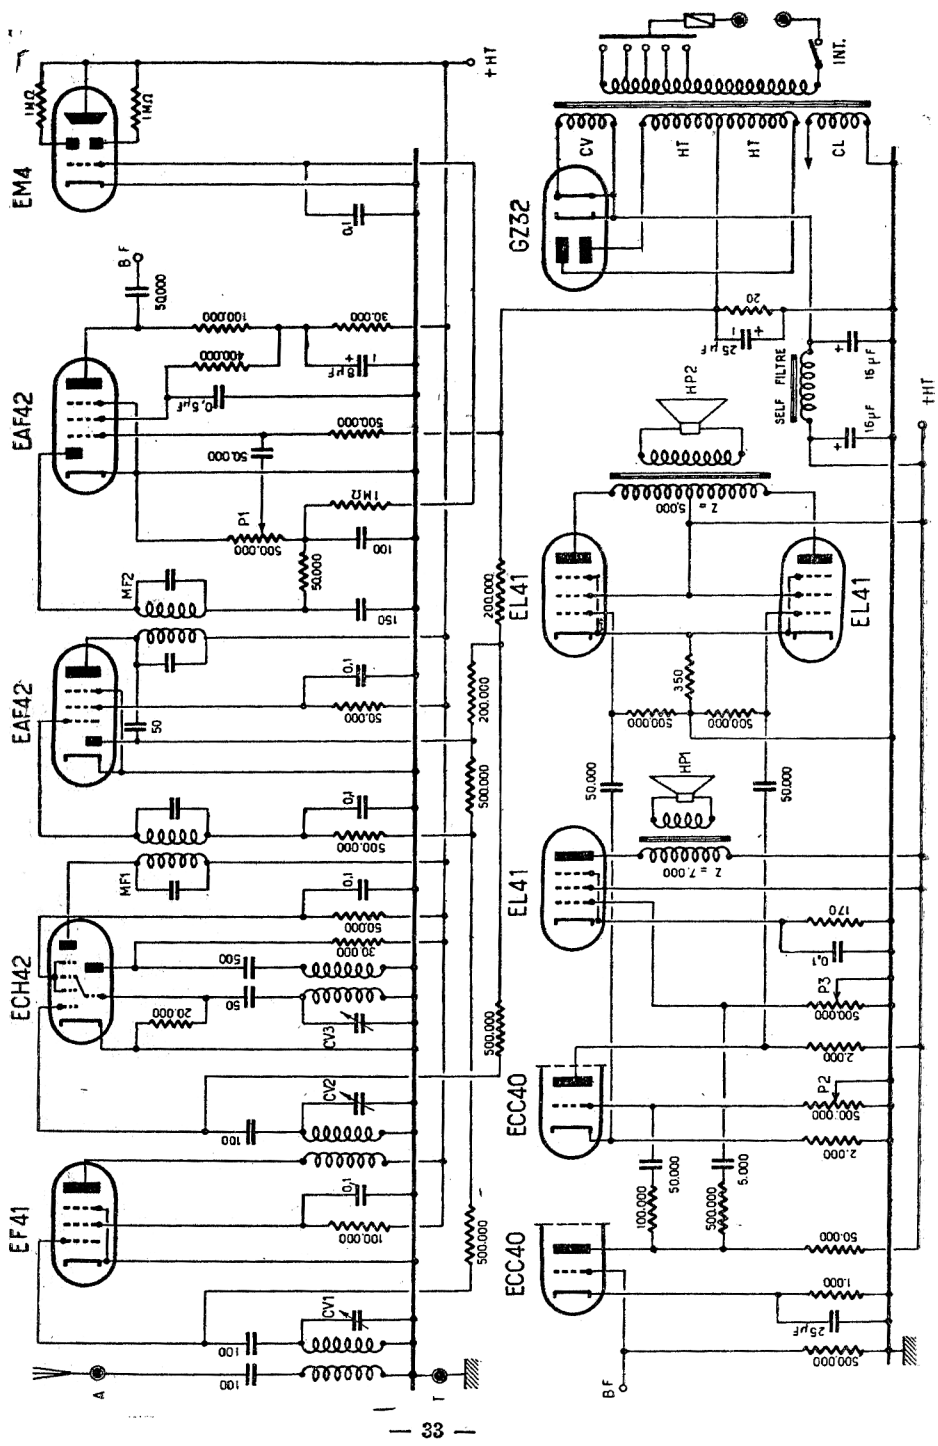 EM4
1MΩ
1MΩ
+HT
0,1
EAF42
B F
50.000
100.000
30.000
400.000
0,5µF
8µF
+
50.000
500.000
P1
500.000
1MΩ
100
50.000
150
MF2
EAF42
50
0,1
50.000
200.000
200.000
500.000
0,1
500.000
MF1
ECH42
0,1
50.000
30.000
500
50
20.000
CV3
500.000
CV2
100
EF41
0,1
100.000
500.000
CV1
100
100
A
T
INT.
CV
HT
HT
CL
GZ32
20
25µF
+
SELF FILTRE
+
16µF
+
16µF
+HT
HP2
Z = 5.000
EL41
EL41
350
500.000
500.000
50.000
50.000
HP1
Z = 7.000
EL41
170
0,1
P3
500.000
2.000
P2
500.000
2.000
ECC40
50.000
100.000
5.000
500.000
ECC40
50.000
1.000
25µF
500.000
B F
— 33 —